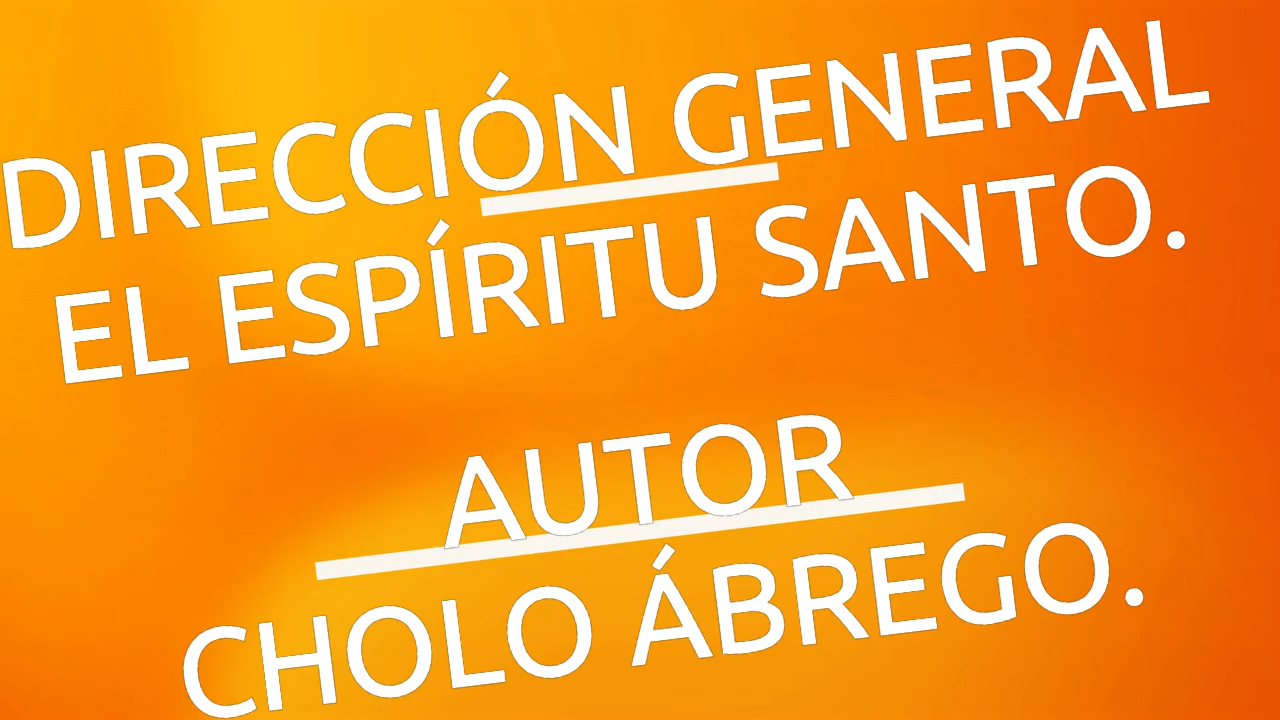 DIRECCIÓN GENERAL
EL ESPÍRITU SANTO.
AUTOR
CHOLO ÁBREGO.